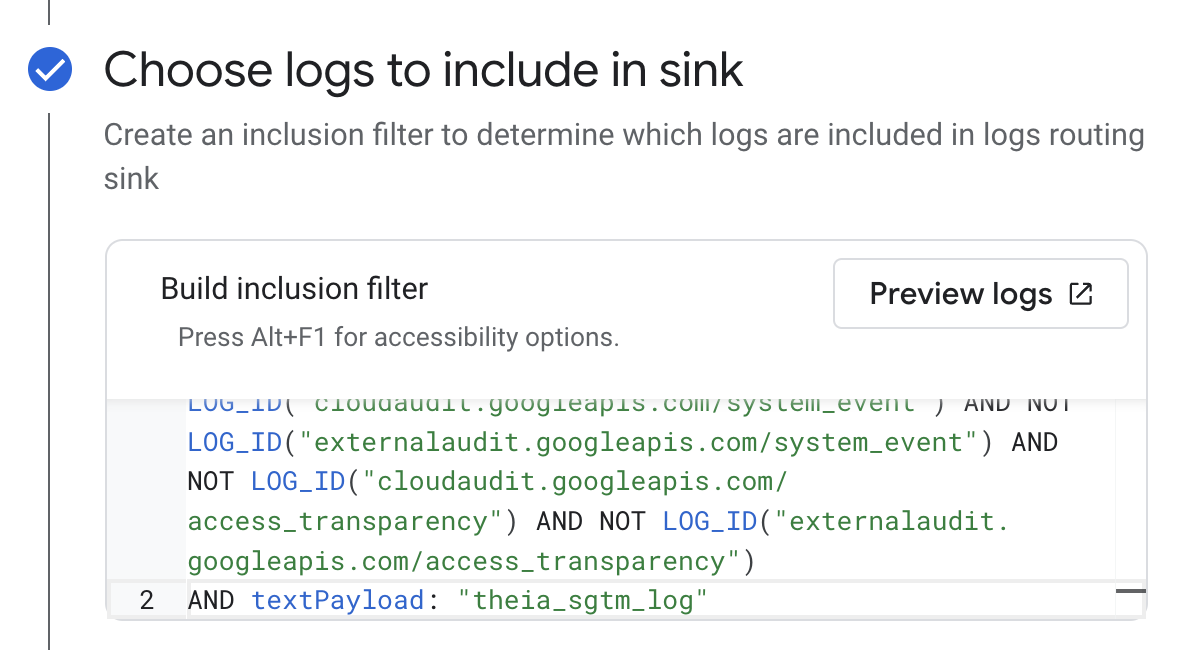 Choose logs to include in sink
Create an inclusion filter to determine which logs are included in logs routing
sink
Build inclusion filter
Preview logs
Press Alt+F1 for accessibility options.
LOG_ID("cloudaudit.googleapis.com/system_event") AND NOT
LOG_ID("externalaudit.googleapis.com/system_event") AND
NOT LOG_ID("cloudaudit.googleapis.com/
access_transparency") AND NOT LOG_ID("externalaudit.
googleapis.com/access_transparency")
2 AND textPayload: "theia_sgtm_log"